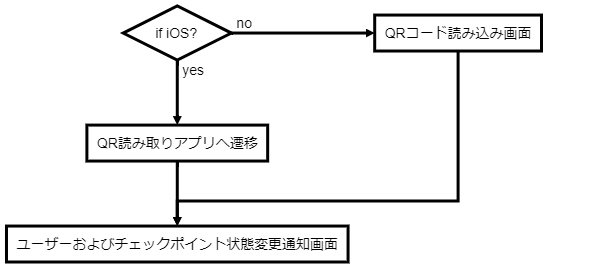 if iOS?
no
QRコード読み込み画面
yes
QR読み取りアプリへ遷移
ユーザーおよびチェックポイント状態変更通知画面